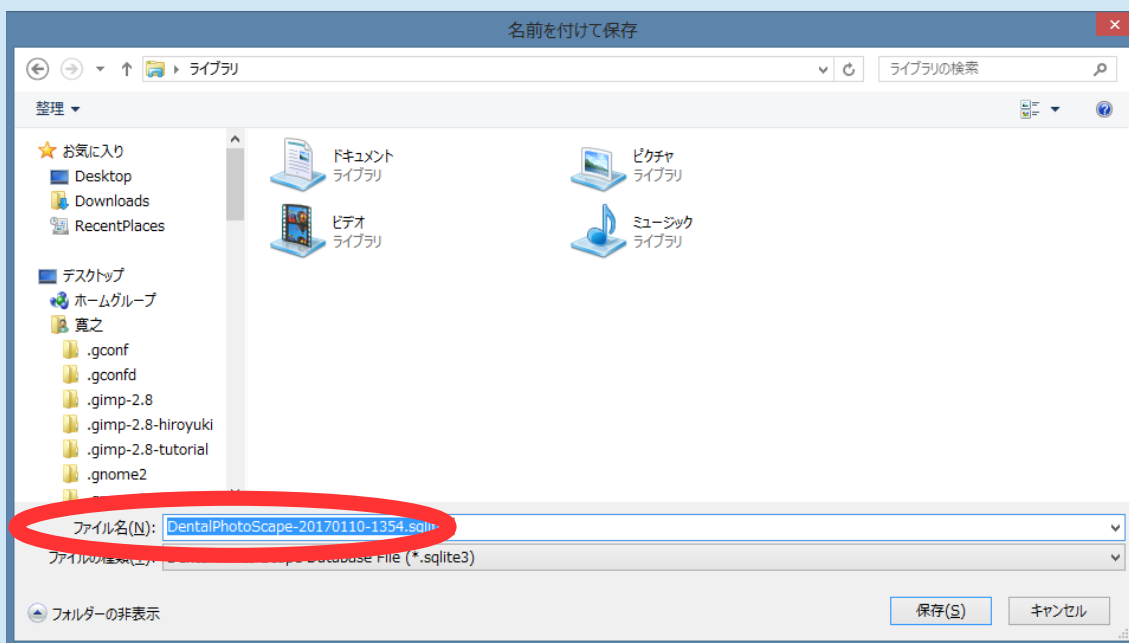 名前を付けて保存
ライブラリ
ライブラリの検索
整理
お気に入り
Desktop
Downloads
RecentPlaces
デスクトップ
ホームグループ
寛之
.gconf
.gconfd
.gimp-2.8
.gimp-2.8-hiroyuki
.gimp-2.8-tutorial
.gnome2
ドキュメント
ライブラリ
ピクチャ
ライブラリ
ビデオ
ライブラリ
ミュージック
ライブラリ
ファイル名(N): DentalPhotoScape-20170110-1354.sqlit
Database File (*.sqlite3)
フォルダーの非表示
保存(S)
キャンセル